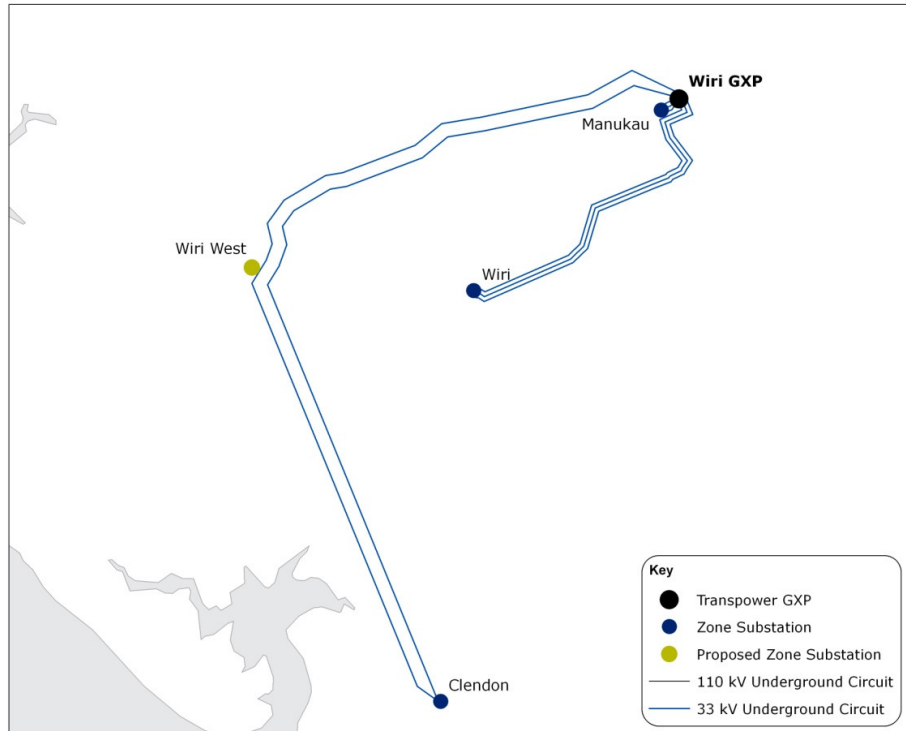 Wiri GXP
Manukau
Wiri West
Wiri
Clendon
Key
Transpower GXP
Zone Substation
Proposed Zone Substation
110 kV Underground Circuit
33 kV Underground Circuit